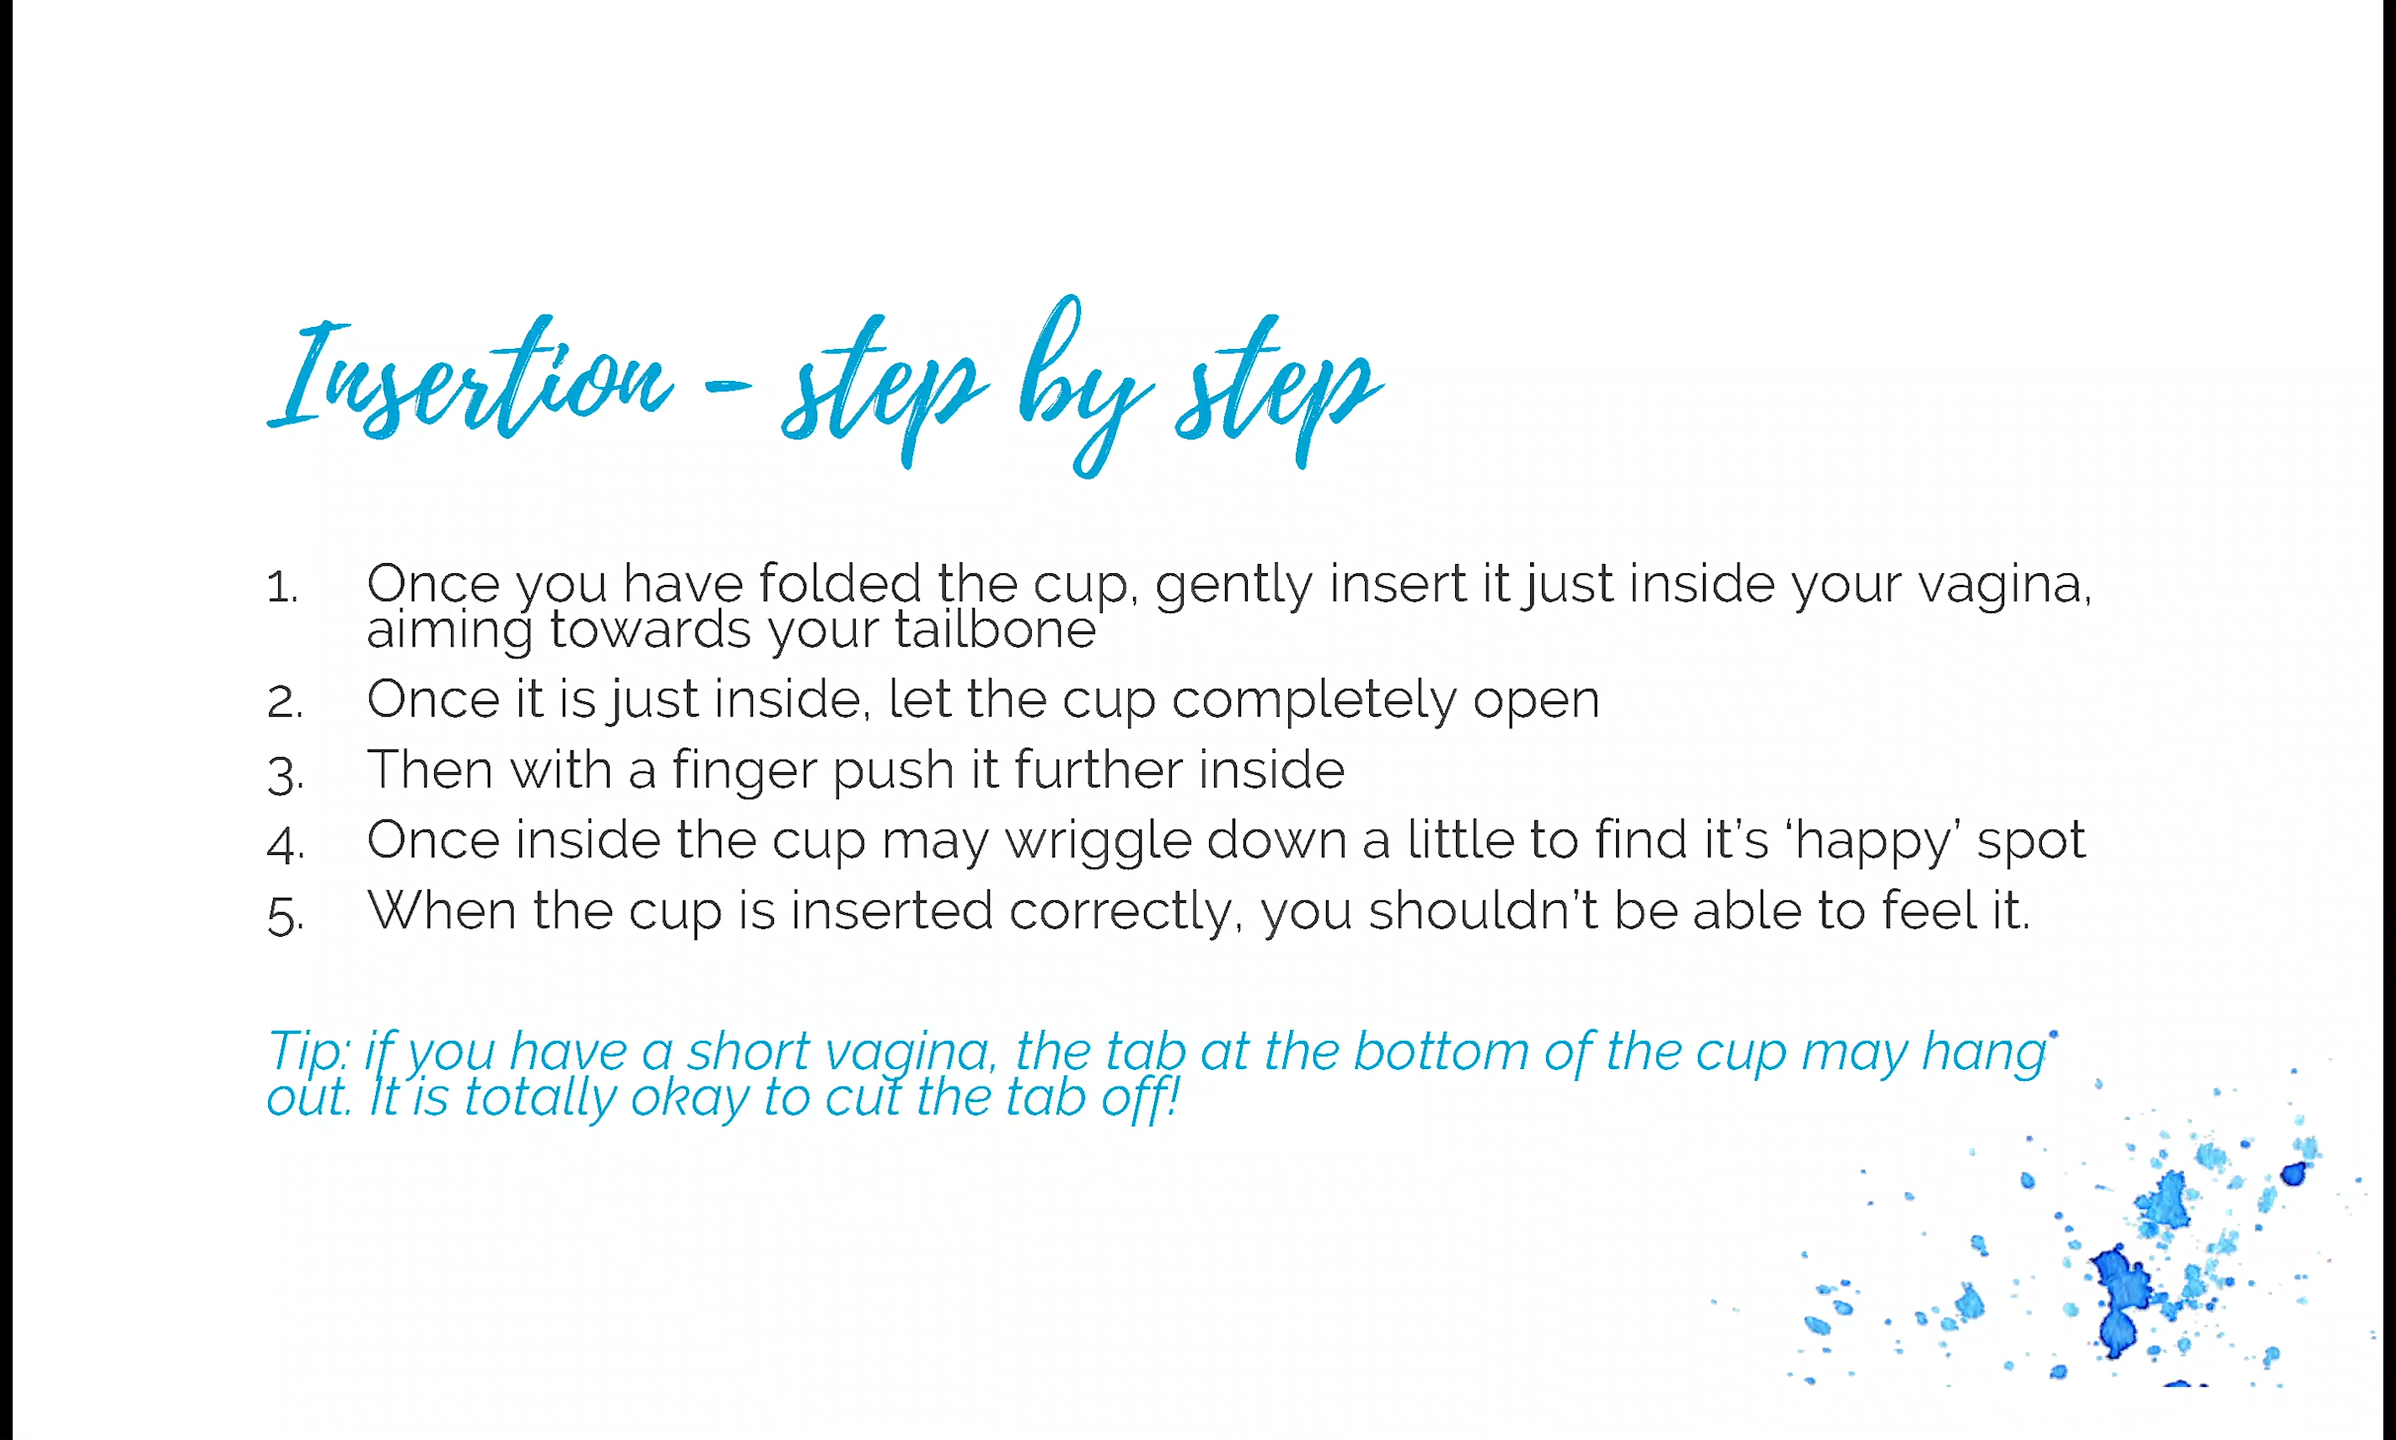 Insertion - step by step
1. Once you have folded the cup, gently insert it just inside your vagina,
aiming towards your tailbone
2. Once it is just inside, let the cup completely open
3. Then with a finger push it further inside
4. Once inside the cup may wriggle down a little to find it’s ‘happy’ spot
5. When the cup is inserted correctly, you shouldn’t be able to feel it.
Tip: if you have a short vagina, the tab at the bottom of the cup may hang
out. It is totally okay to cut the tab off!